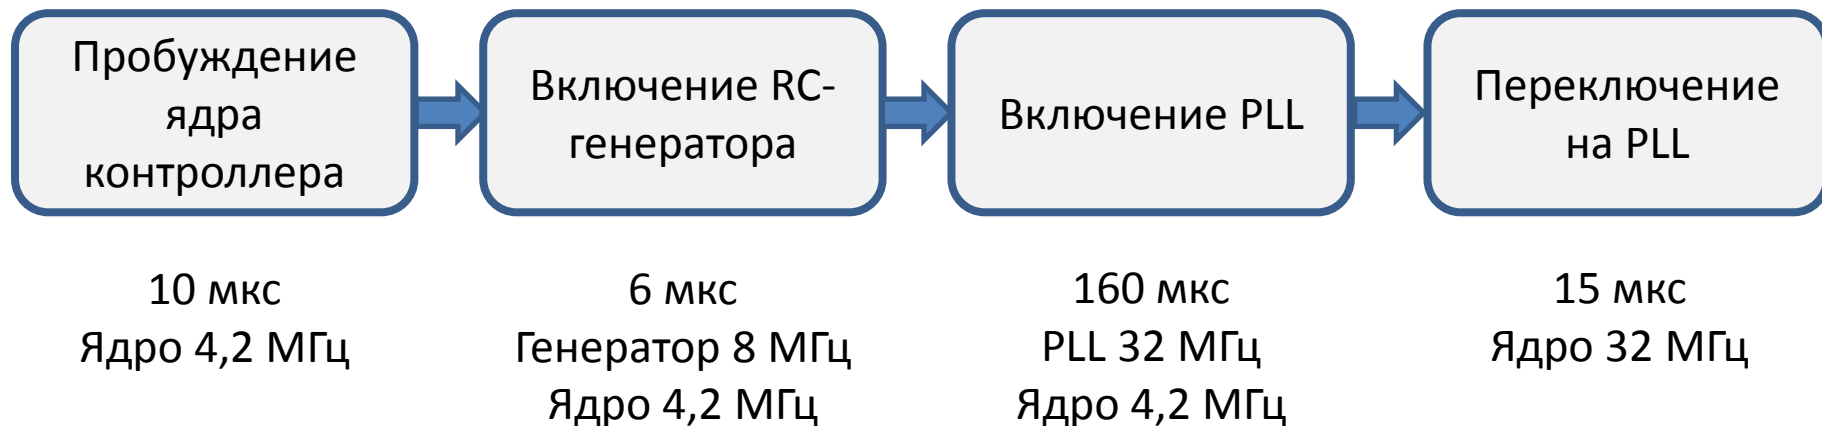 Пробуждение
ядра
контроллера
Включение RC-
генератора
Включение PLL
Переключение
на PLL
10 мкс
Ядро 4,2 МГц
6 мкс
Генератор 8 МГц
Ядро 4,2 МГц
160 мкс
PLL 32 МГц
Ядро 4,2 МГц
15 мкс
Ядро 32 МГц